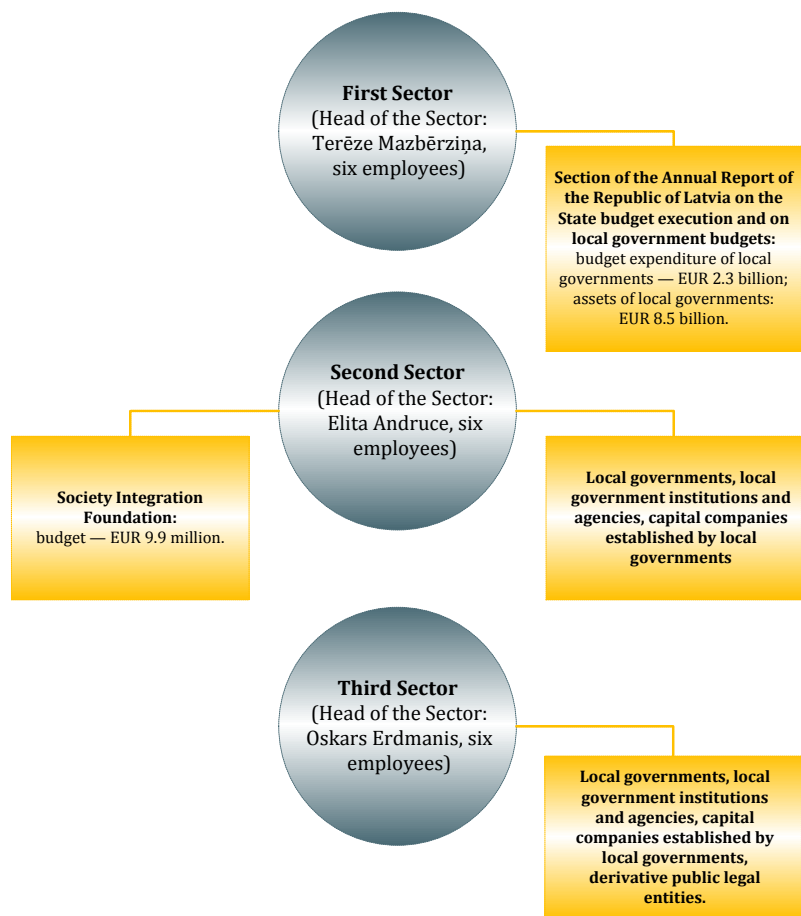 First Sector
(Head of the Sector:
Terēze Mazbērziņa,
six employees)
Section of the Annual Report of
the Republic of Latvia on the
State budget execution and on
local government budgets:
budget expenditure of local
governments — EUR 2.3 billion;
assets of local governments:
EUR 8.5 billion.
Second Sector
(Head of the Sector:
Elita Andruce, six
employees)
Society Integration
Foundation:
budget — EUR 9.9 million.
Local governments, local
government institutions and
agencies, capital companies
established by local
governments
Third Sector
(Head of the Sector:
Oskars Erdmanis, six
employees)
Local governments, local
government institutions
and agencies, capital
companies established by
local governments,
derivative public legal
entities.